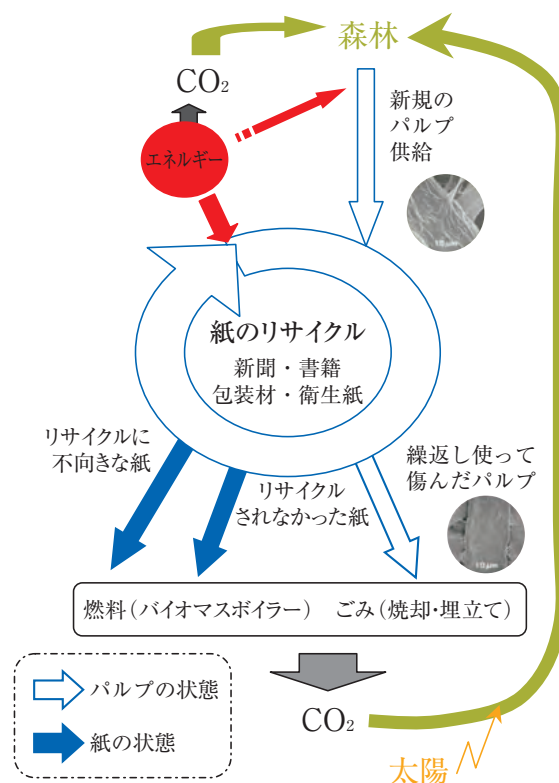 森林
CO₂
新規の
パルプ
供給
エネルギー
10μm
紙のリサイクル
新聞・書籍
包装材・衛生紙
リサイクルに
不向きな紙
リサイクル
されなかった紙
繰返し使って
傷んだパルプ
10μm
燃料(バイオマスボイラー) ごみ(焼却・埋立て)
パルプの状態
紙の状態
CO₂
太陽